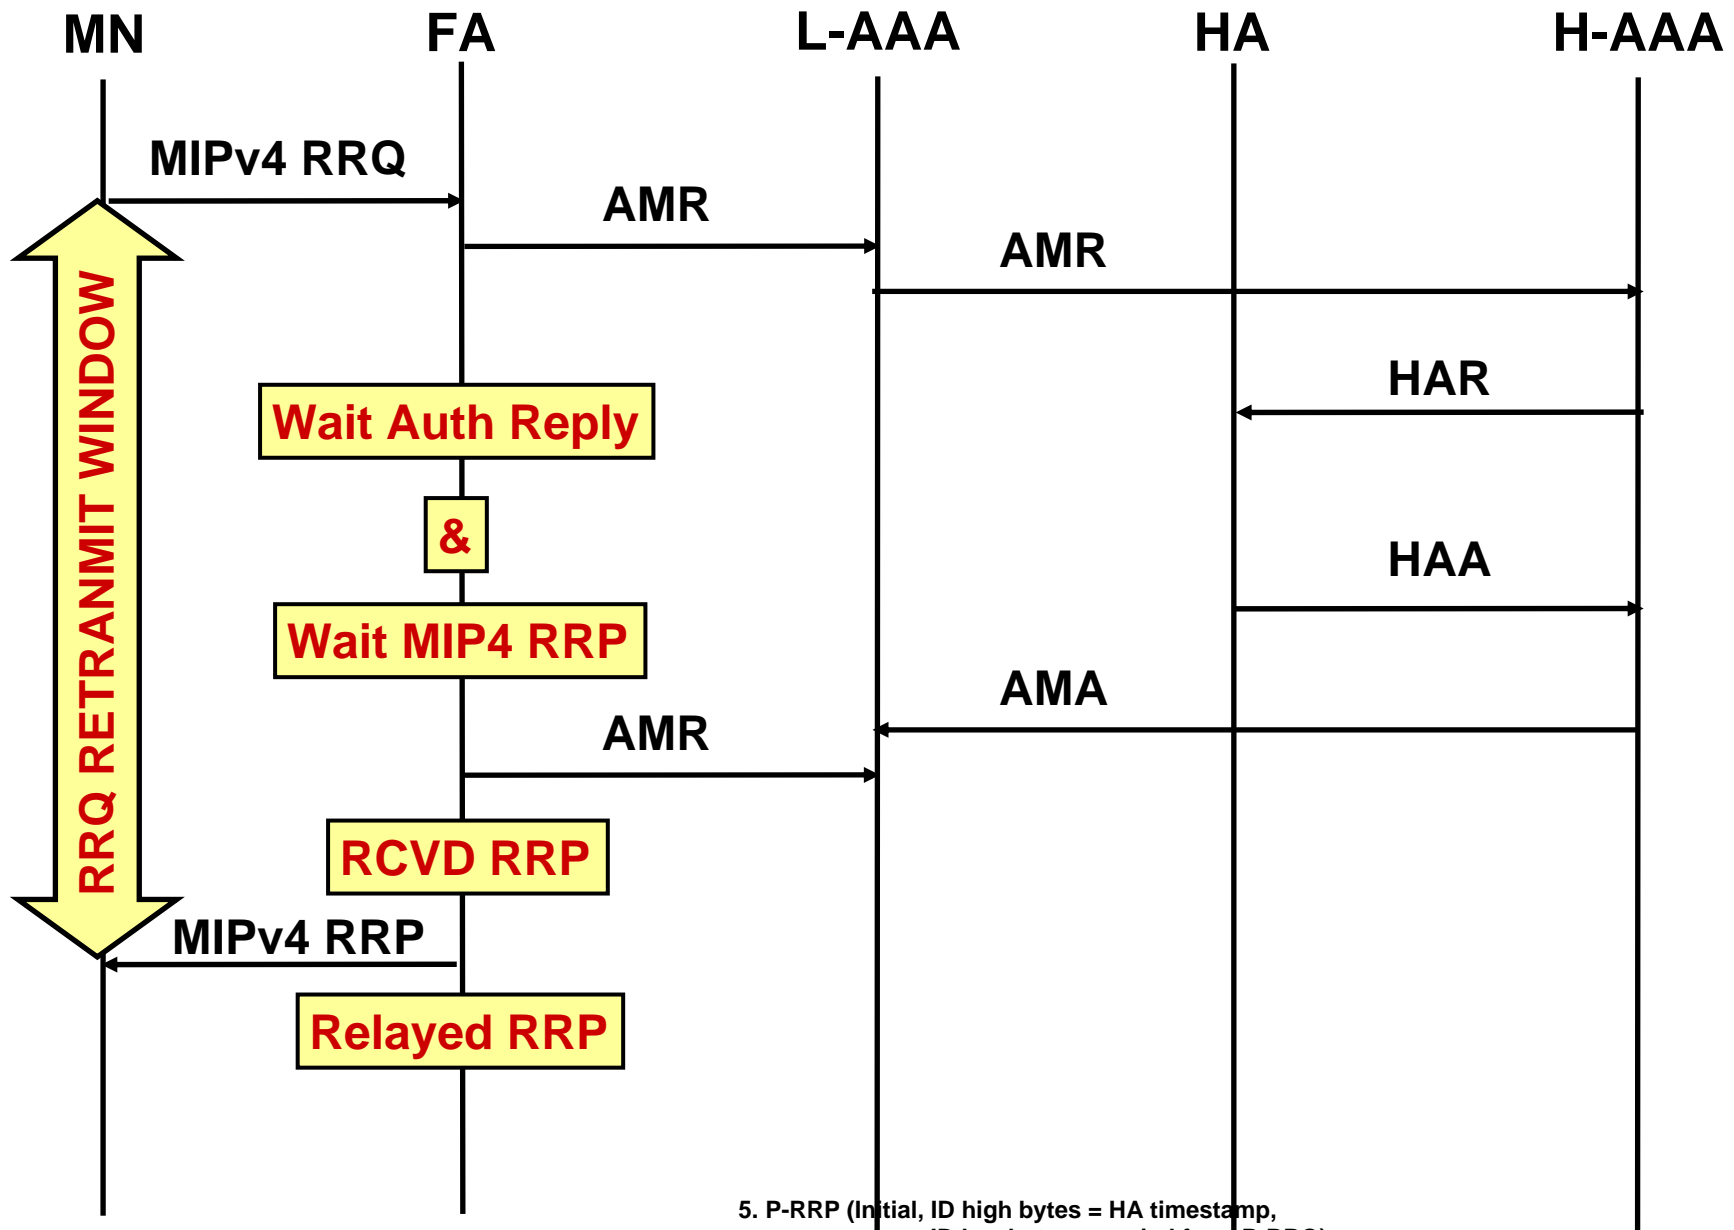 MN FA L-AAA HA H-AAA
MIPv4 RRQ
AMR
AMR
HAR
Wait Auth Reply
&
HAA
Wait MIP4 RRP
AMA
AMR
RCVD RRP
MIPv4 RRP
Relayed RRP
RRQ RETRANMIT WINDOW
5. P-RRP (Initial, ID high bytes = HA timestamp,